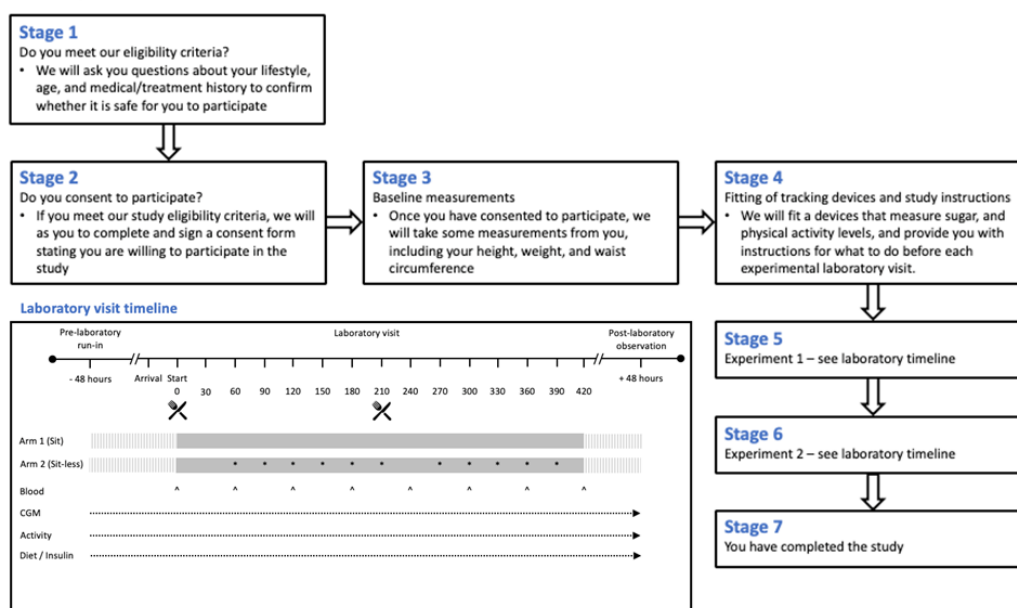 Stage 1
Do you meet our eligibility criteria?
• We will ask you questions about your lifestyle,
age, and medical/treatment history to confirm
whether it is safe for you to participate
Stage 2
Do you consent to participate?
• If you meet our study eligibility criteria, we will
as you to complete and sign a consent form
stating you are willing to participate in the
study
Stage 3
Baseline measurements
• Once you have consented to participate, we
will take some measurements from you,
including your height, weight, and waist
circumference
Stage 4
Fitting of tracking devices and study instructions
• We will fit a devices that measure sugar, and
physical activity levels, and provide you with
instructions for what to do before each
experimental laboratory visit.
Stage 5
Experiment 1 – see laboratory timeline
Stage 6
Experiment 2 – see laboratory timeline
Stage 7
You have completed the study
Laboratory visit timeline
Pre-laboratory
run-in
Laboratory visit
Post-laboratory
observation
- 48 hours
Arrival
Start
+ 48 hours
0 30 60 90 120 150 180 210 240 270 300 330 360 390 420
Arm 1 (Sit)
Arm 2 (Sit-less)
Blood ^ ^ ^ ^ ^ ^ ^ ^
CGM
Activity
Diet / Insulin